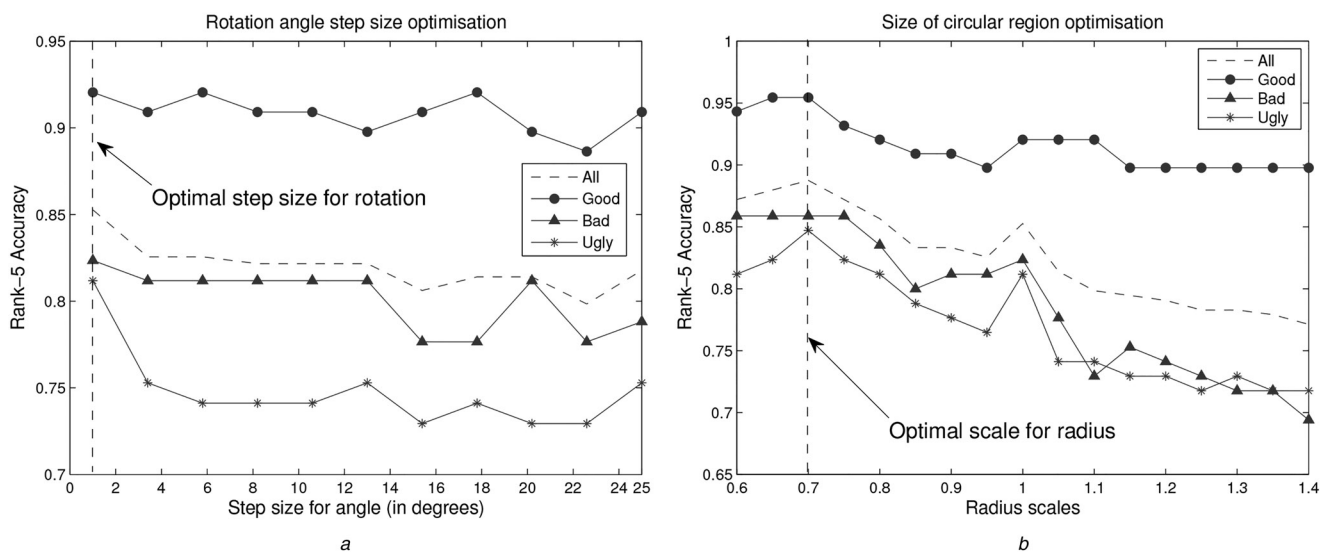 Rotation angle step size optimisation
0.95
0.9
0.85
0.8
0.75
0.7
Rank-5 Accuracy
All
Good
Bad
Ugly
Optimal step size for rotation
0 2 4 6 8 10 12 14 16 18 20 22 24 25
Step size for angle (in degrees)
a
Size of circular region optimisation
1
0.95
0.9
0.85
0.8
0.75
0.7
0.65
Rank-5 Accuracy
All
Good
Bad
Ugly
Optimal scale for radius
0.6 0.7 0.8 0.9 1 1.1 1.2 1.3 1.4
Radius scales
b